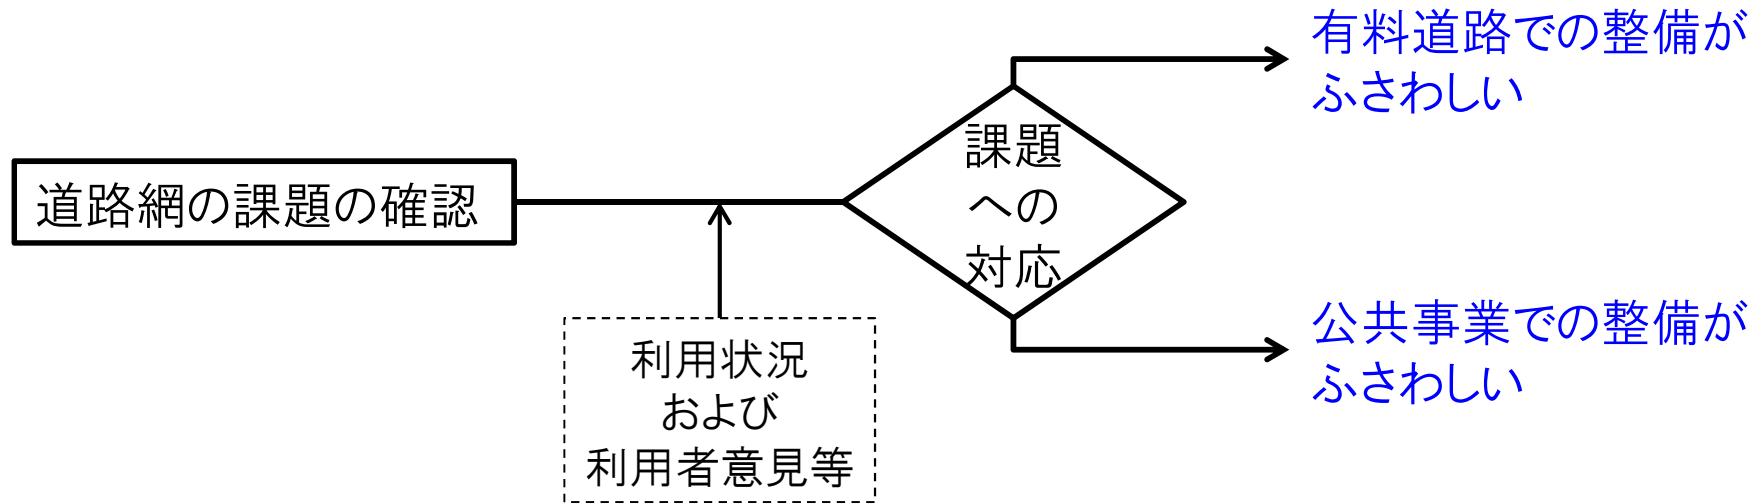 道路網の課題の確認
利用状況
および
利用者意見等
課題
への
対応
有料道路での整備が
ふさわしい
公共事業での整備が
ふさわしい